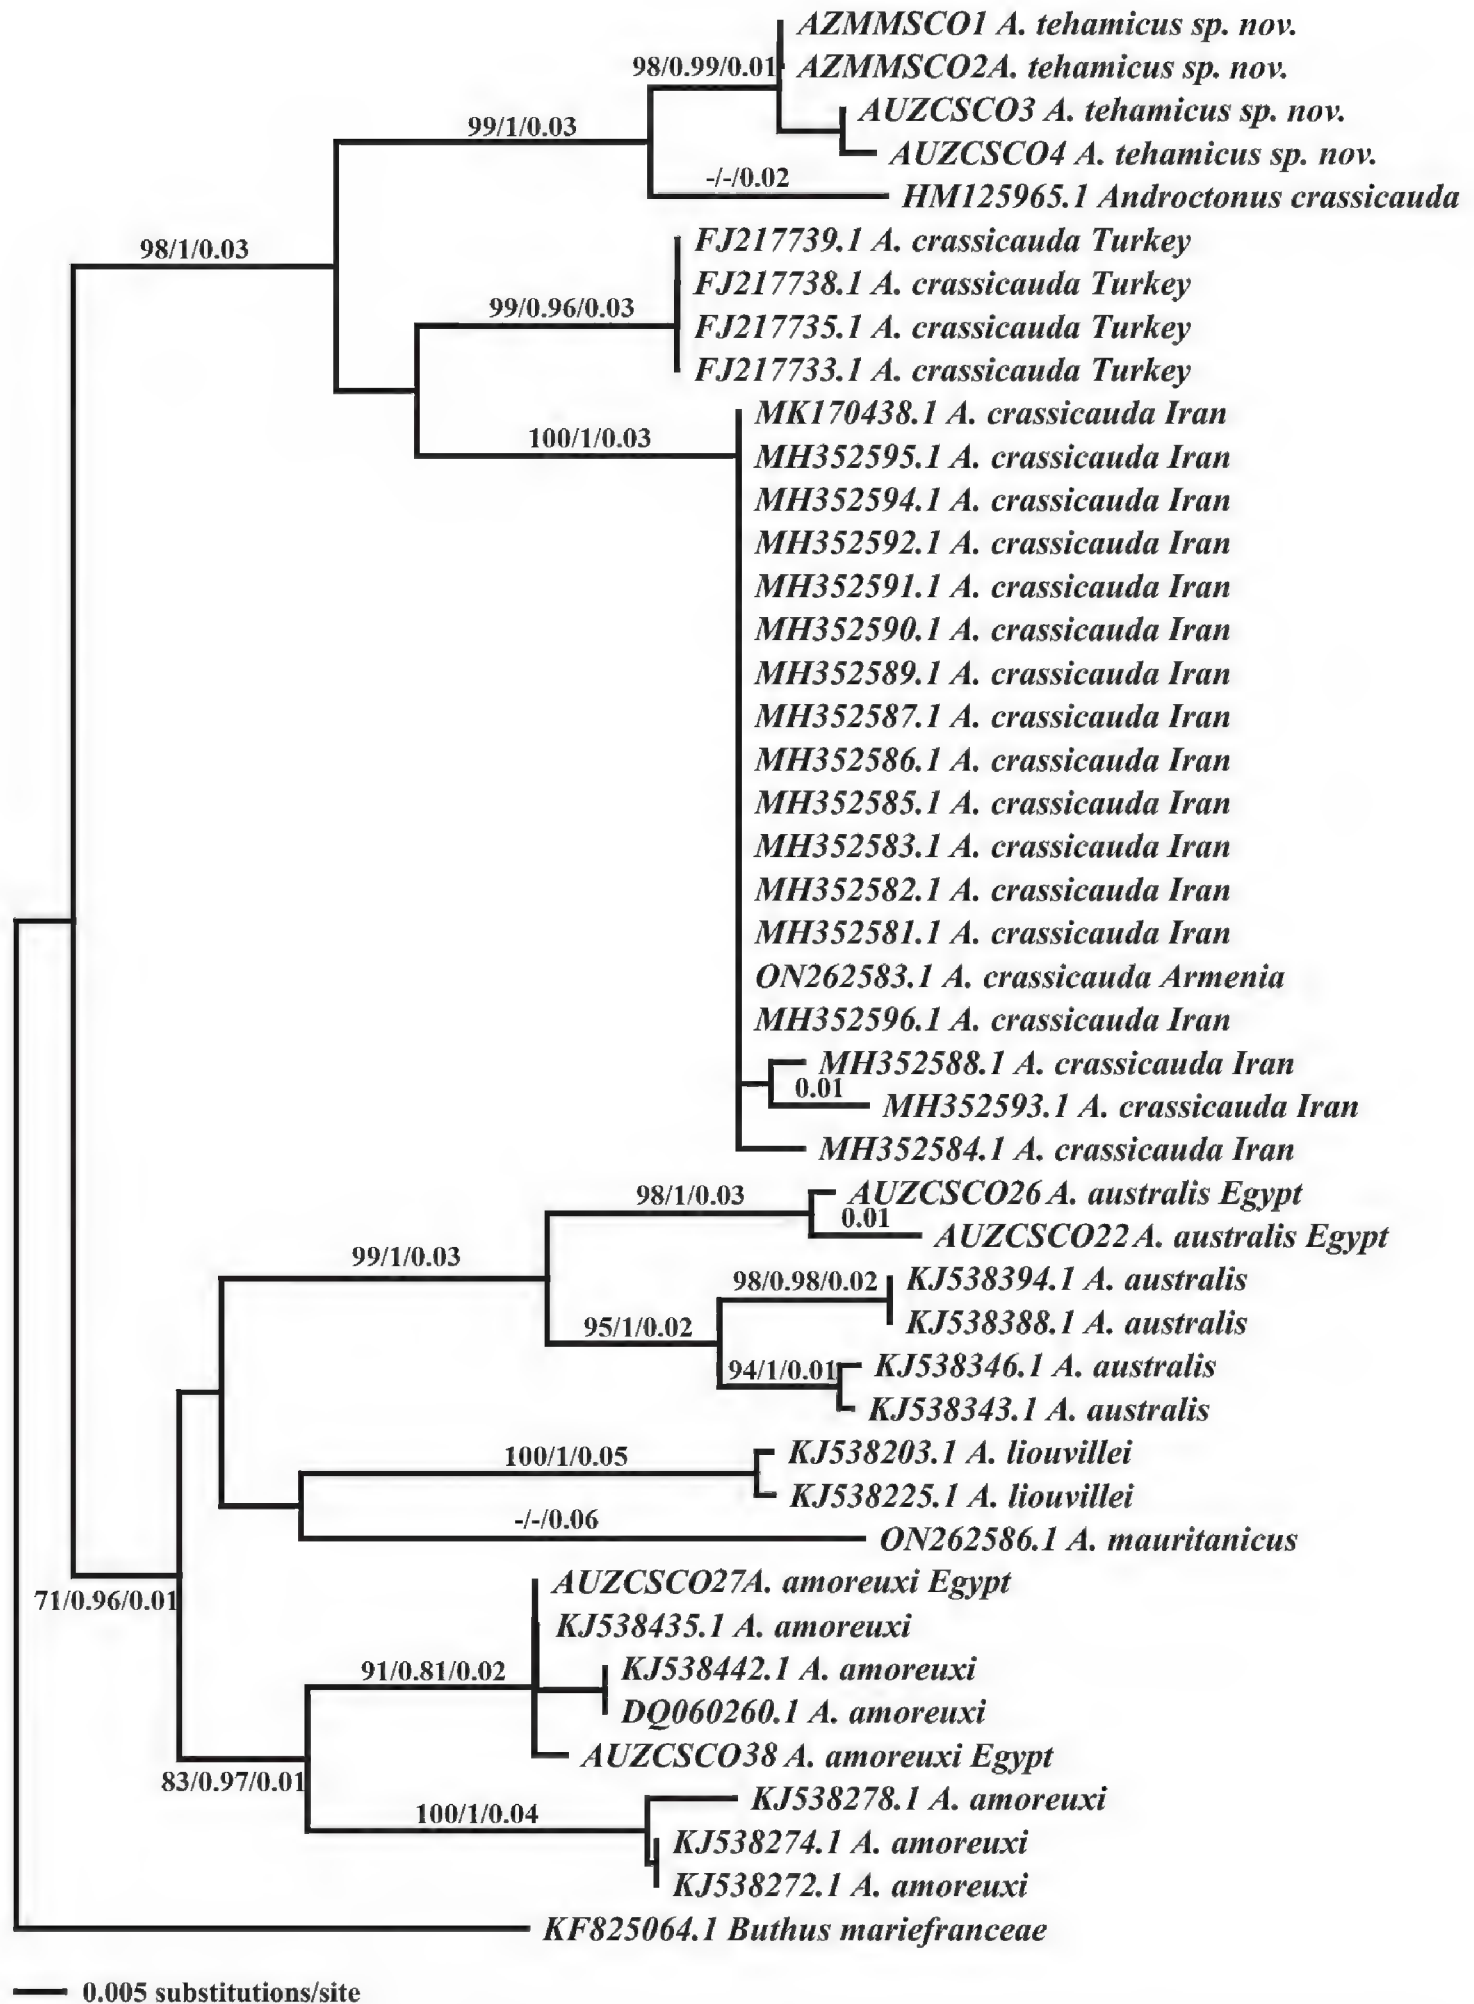 AZMMSCO1 A. tehamicus sp. nov.
98/0.99/0.01
AZMMSCO2A. tehamicus sp. nov.
AUZCSCO3 A. tehamicus sp. nov.
99/1/0.03
AUZCSCO4 A. tehamicus sp. nov.
-/-/0.02
HM125965.1 Androctonus crassicauda
FJ217739.1 A. crassicauda Turkey
98/1/0.03
FJ217738.1 A. crassicauda Turkey
99/0.96/0.03
FJ217735.1 A. crassicauda Turkey
FJ217733.1 A. crassicauda Turkey
MK170438.1 A. crassicauda Iran
100/1/0.03
MH352595.1 A. crassicauda Iran
MH352594.1 A. crassicauda Iran
MH352592.1 A. crassicauda Iran
MH352591.1 A. crassicauda Iran
MH352590.1 A. crassicauda Iran
MH352589.1 A. crassicauda Iran
MH352587.1 A. crassicauda Iran
MH352586.1 A. crassicauda Iran
MH352585.1 A. crassicauda Iran
MH352583.1 A. crassicauda Iran
MH352582.1 A. crassicauda Iran
MH352581.1 A. crassicauda Iran
ON262583.1 A. crassicauda Armenia
MH352596.1 A. crassicauda Iran
MH352588.1 A. crassicauda Iran
0.01
MH352593.1 A. crassicauda Iran
MH352584.1 A. crassicauda Iran
98/1/0.03
AUZCSCO26 A. australis Egypt
0.01
AUZCSCO22 A. australis Egypt
99/1/0.03
98/0.98/0.02
KJ538394.1 A. australis
KJ538388.1 A. australis
95/1/0.02
94/1/0.01
KJ538346.1 A. australis
KJ538343.1 A. australis
100/1/0.05
KJ538203.1 A. liouvillei
KJ538225.1 A. liouvillei
-/-/0.06
ON262586.1 A. mauritanicus
AUZCSCO27A. amoreuxi Egypt
71/0.96/0.01
KJ538435.1 A. amoreuxi
91/0.81/0.02
KJ538442.1 A. amoreuxi
DQ060260.1 A. amoreuxi
AUZCSCO38 A. amoreuxi Egypt
83/0.97/0.01
KJ538278.1 A. amoreuxi
100/1/0.04
KJ538274.1 A. amoreuxi
KJ538272.1 A. amoreuxi
KF825064.1 Buthus mariefranceae
0.005 substitutions/site